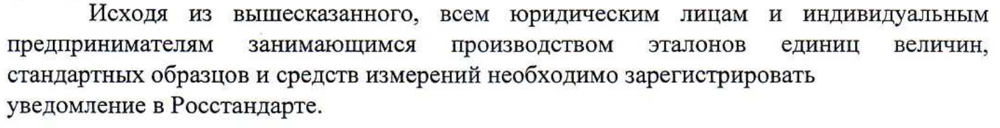 Исходя из вышесказанного, всем юридическим лицам и индивидуальным
предпринимателям занимающимся производством эталонов единиц величин,
стандартных образцов и средств измерений необходимо зарегистрировать
уведомление в Росстандарте.